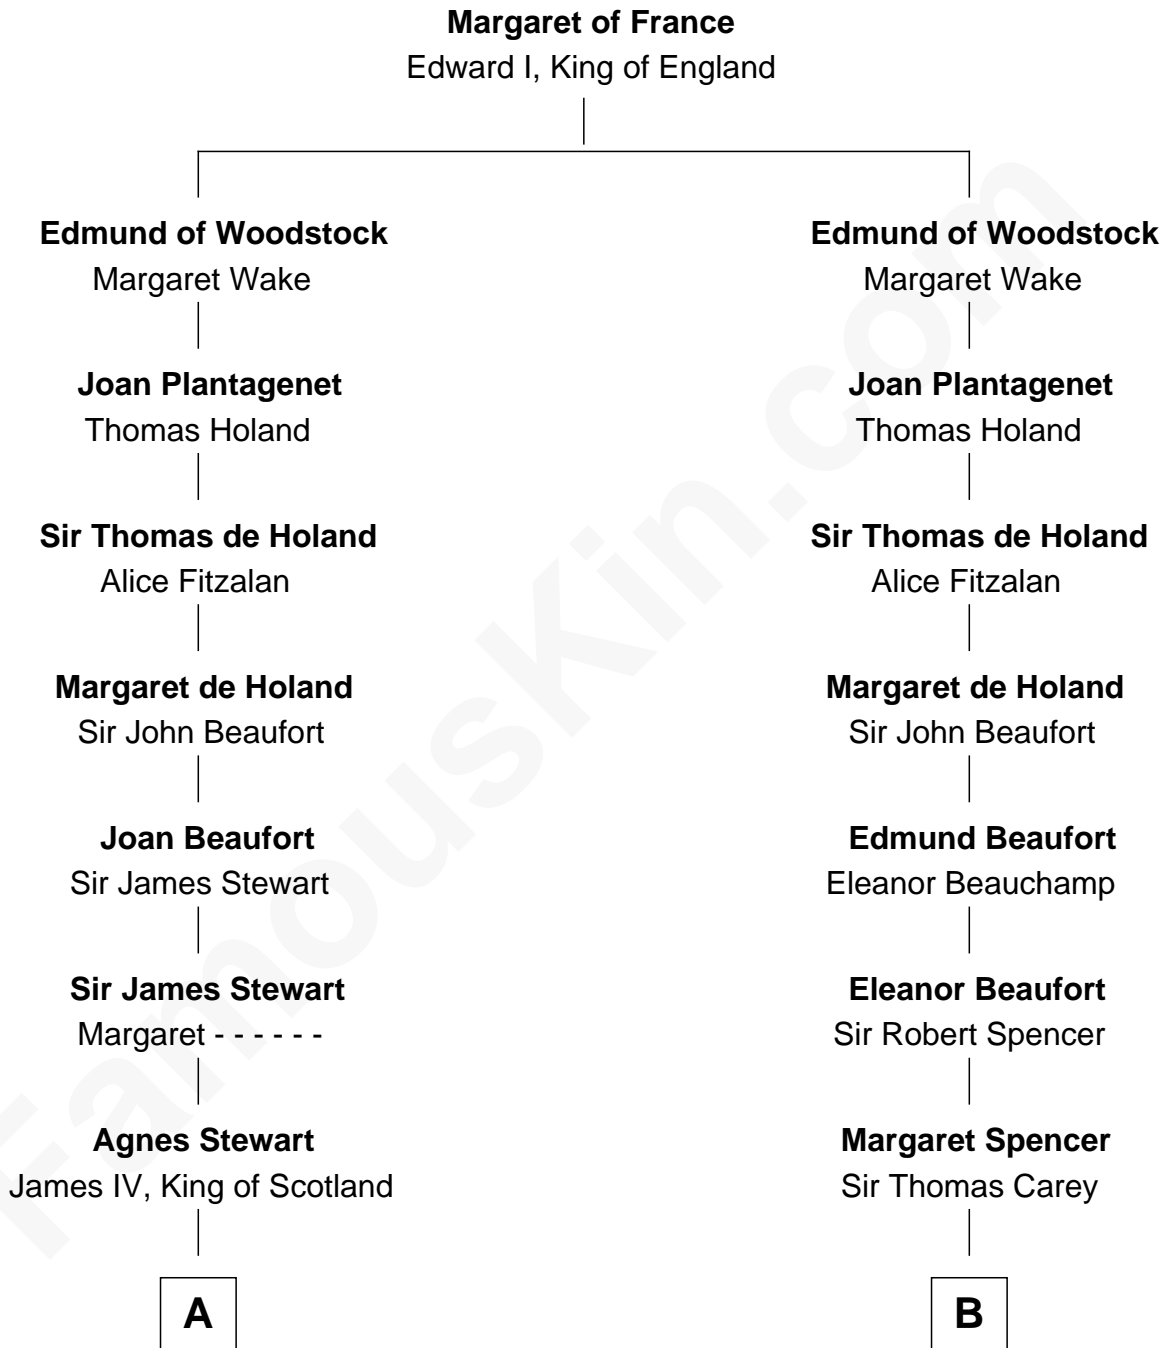 Margaret of France
Edward I, King of England
Edmund of Woodstock
Margaret Wake
Joan Plantagenet
Thomas Holand
Sir Thomas de Holand
Alice Fitzalan
Margaret de Holand
Sir John Beaufort
Joan Beaufort
Sir James Stewart
Sir James Stewart
Margaret - - - - - -
Agnes Stewart
James IV, King of Scotland
A
Edmund of Woodstock
Margaret Wake
Joan Plantagenet
Thomas Holand
Sir Thomas de Holand
Alice Fitzalan
Margaret de Holand
Sir John Beaufort
Edmund Beaufort
Eleanor Beauchamp
Eleanor Beaufort
Sir Robert Spencer
Margaret Spencer
Sir Thomas Carey
B
FamousKin.com